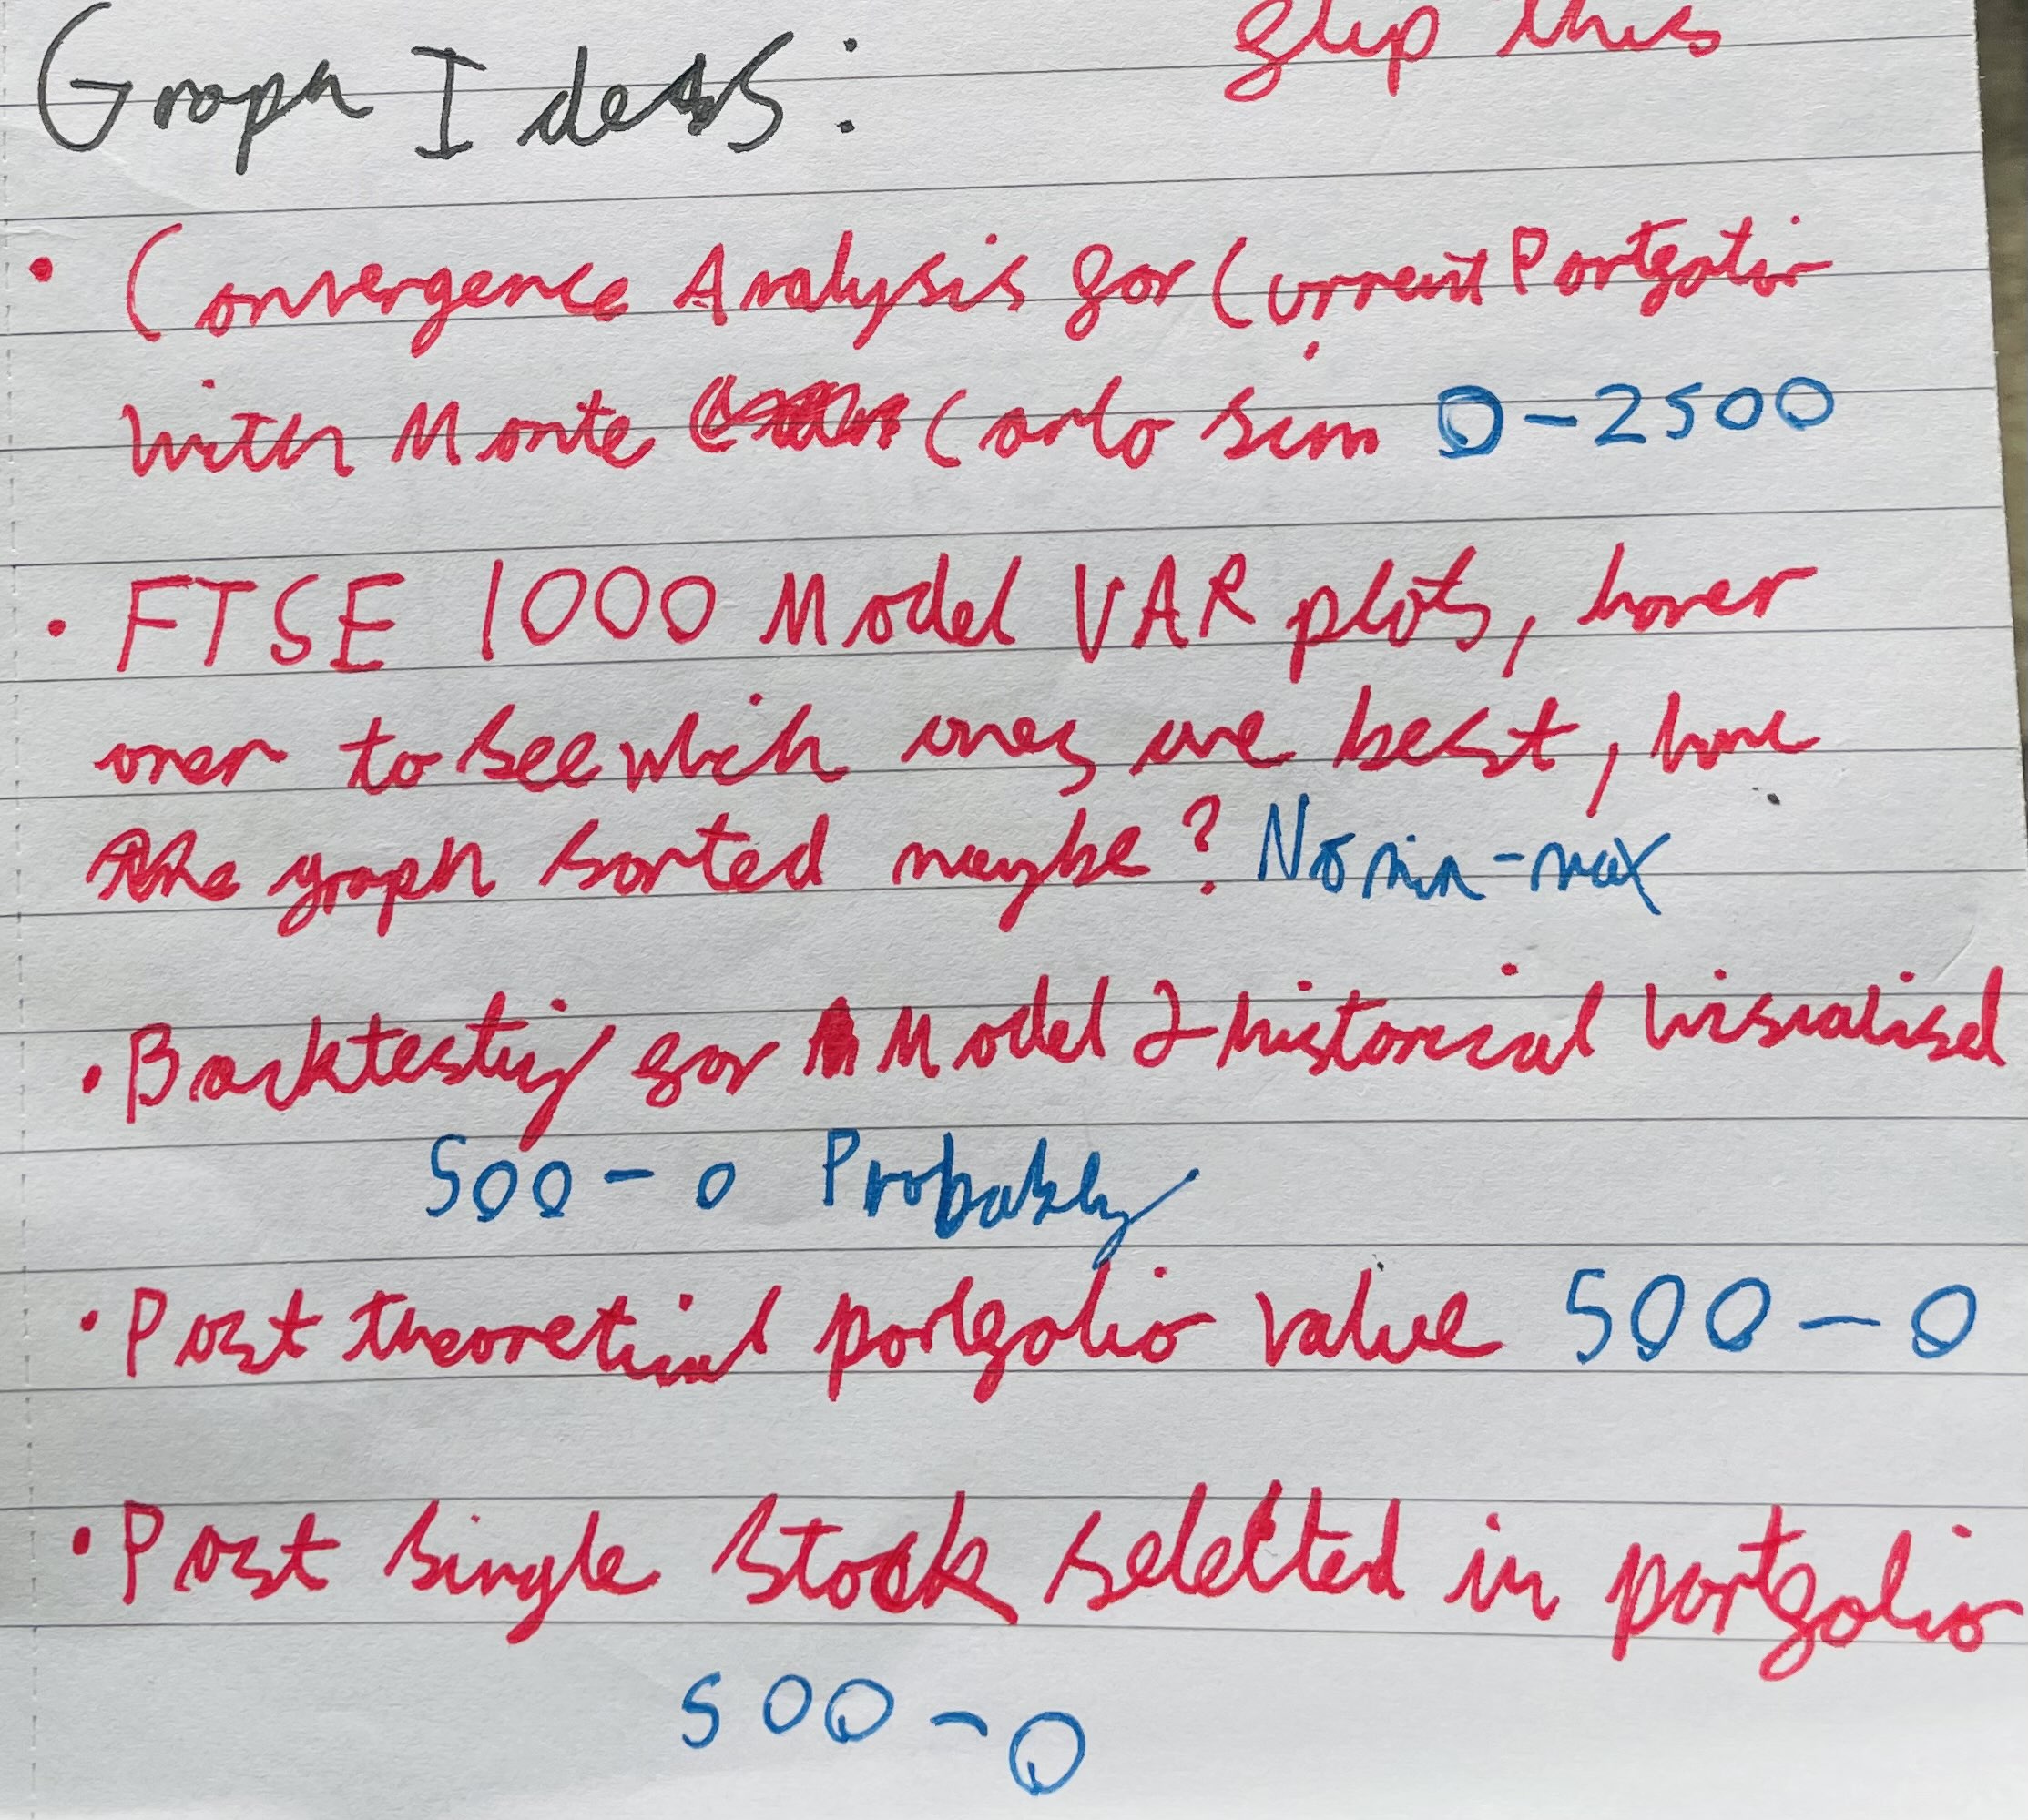 flip this
Graph Ideas:
• Convergence Analysis for Current Portfolio
with Monte Carlo sim 0-2500
• FTSE 1000 Model VAR plots, hover
over to see which ones are best, have
the graph sorted maybe? No min-max
• Backtesting for Model & historical visualised
500-0 Probably
• Past theoretical portfolio value 500-0
• Past single stock selected in portfolio
500-0